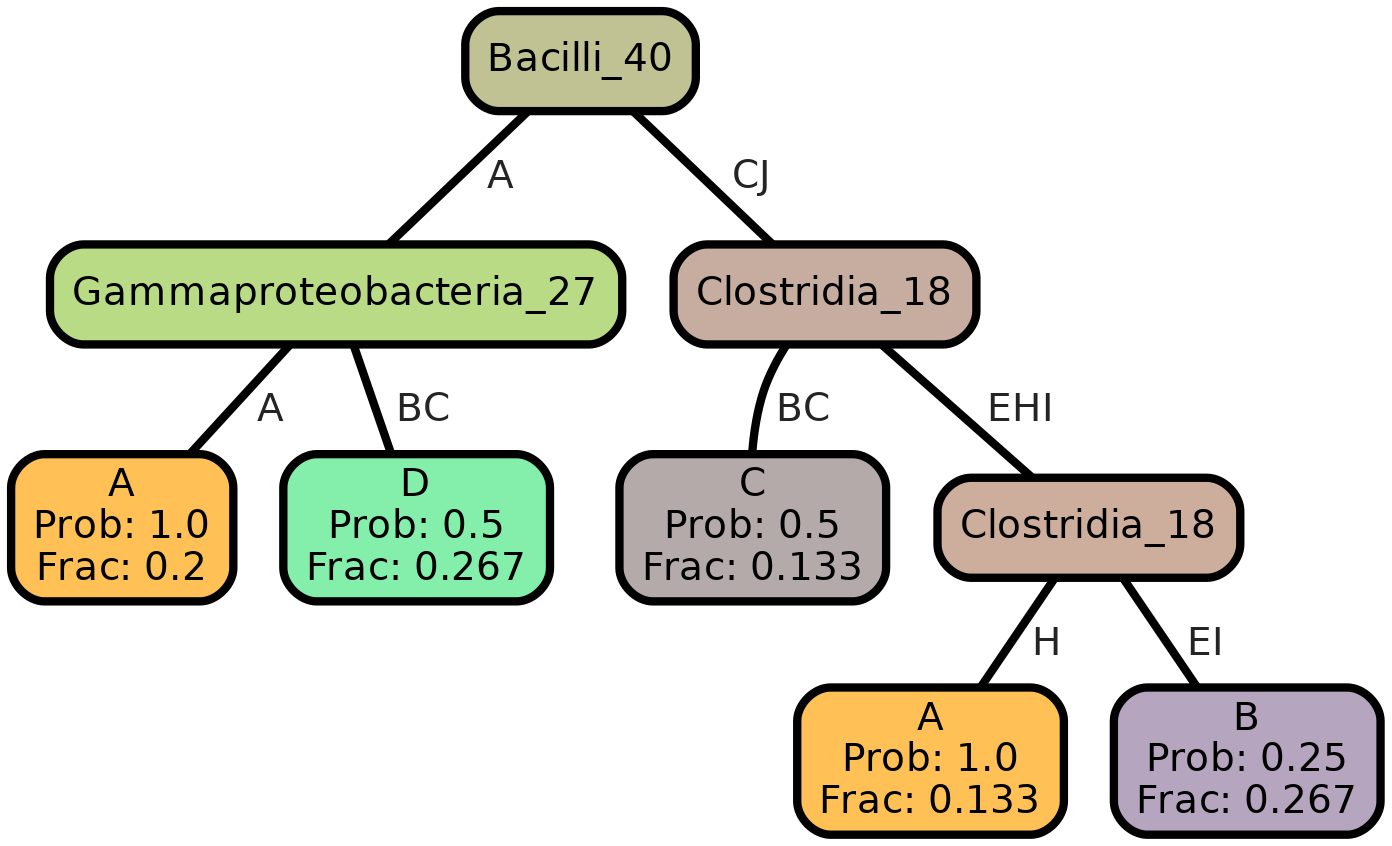 Bacilli_40
A
CJ
Gammaproteobacteria_27
Clostridia_18
A
BC
BC
EHI
A
Prob: 1.0
Frac: 0.2
D
Prob: 0.5
Frac: 0.267
C
Prob: 0.5
Frac: 0.133
Clostridia_18
H
EI
A
Prob: 1.0
Frac: 0.133
B
Prob: 0.25
Frac: 0.267